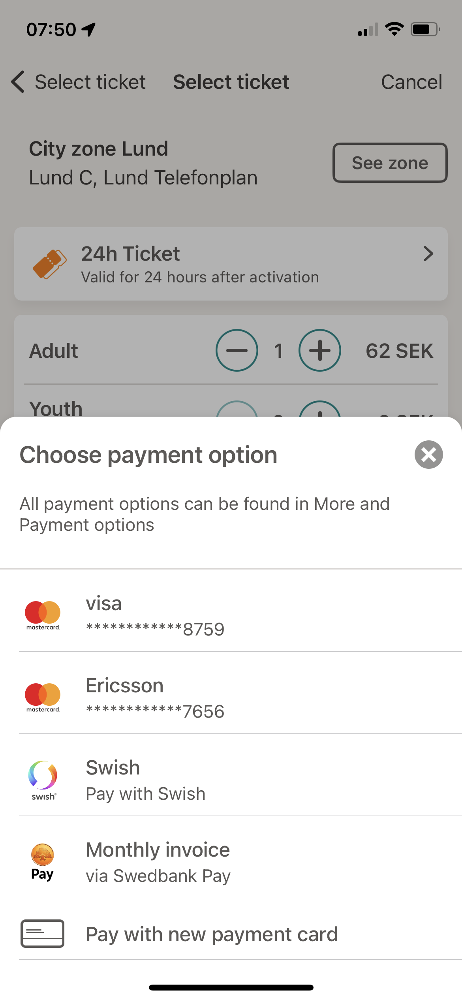 07:50
Select ticket Select ticket Cancel
City zone Lund
Lund C, Lund Telefonplan
See zone
24h Ticket
Valid for 24 hours after activation
Adult 1 62 SEK
Youth
Choose payment option
All payment options can be found in More and
Payment options
visa
mastercard.
************8759
Ericsson
mastercard.
************7656
Swish
swish®
Pay with Swish
Monthly invoice
Pay
via Swedbank Pay
Pay with new payment card